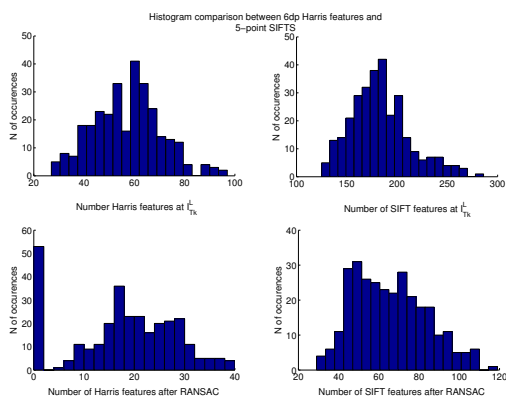 Histogram comparison between 6dp Harris features and
5−point SIFTS
50
40
30
20
10
0
N of occurences
20 40 60 80 100
Number Harris features at I^L_Tk
50
40
30
20
10
0
N of occurences
100 150 200 250 300
Number of SIFT features at I^L_Tk
60
50
40
30
20
10
0
N of occurences
0 10 20 30 40
Number of Harris features after RANSAC
40
30
20
10
0
N of occurences
20 40 60 80 100 120
Number of SIFT features after RANSAC